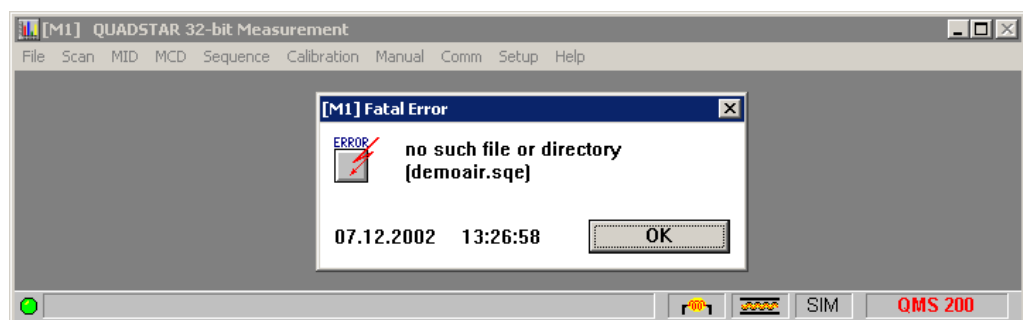 [M1] QUADSTAR 32-bit Measurement
File Scan MID MCD Sequence Calibration Manual Comm Setup Help
[M1] Fatal Error
ERROR
no such file or directory
(demoair.sqe)
07.12.2002 13:26:58 OK
SIM QMS 200